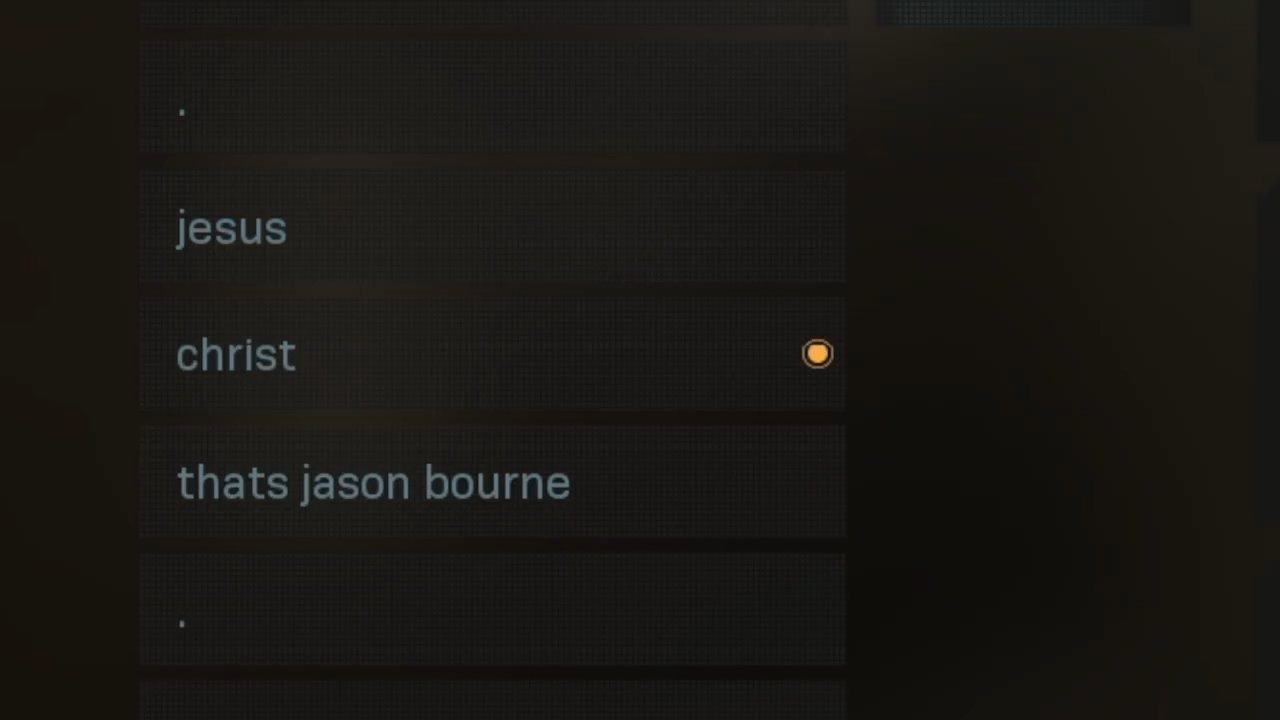 .
jesus
christ
thats jason bourne
.